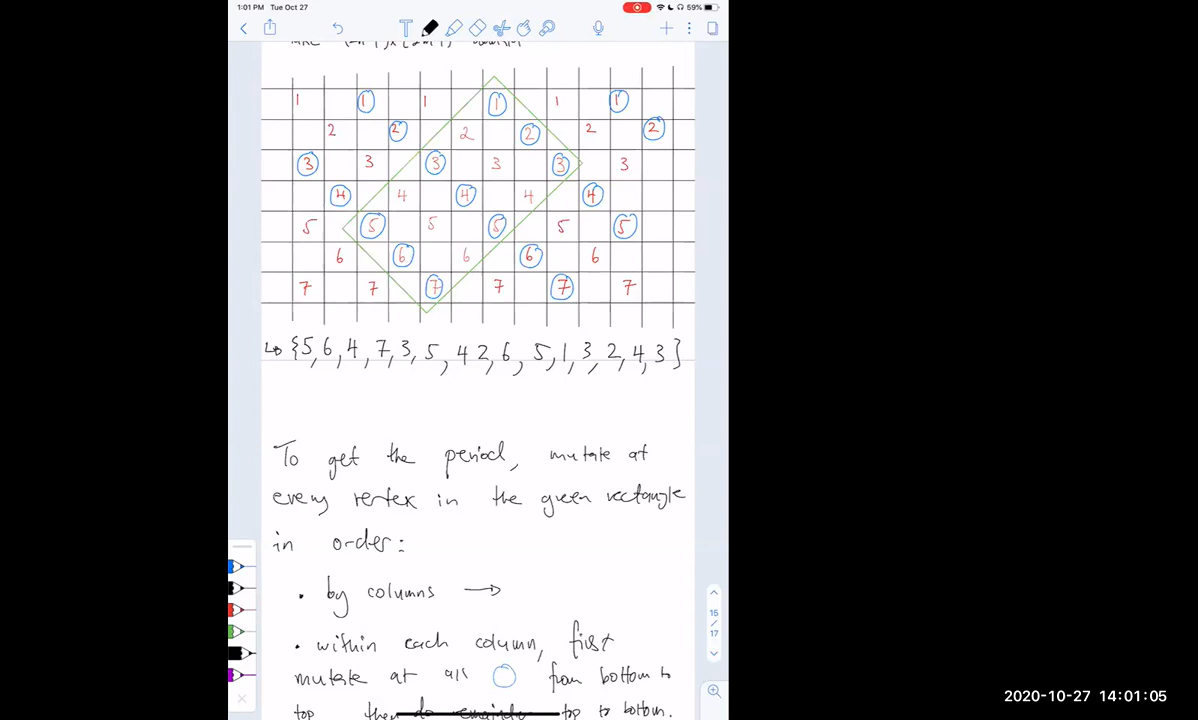 1:01 PM Tue Oct 27
59%
T
1 1 1 1 1 1
2 2 2 2 2 2
3 3 3 3 3 3
4 4 4 4 4
5 5 5 5 5 5
6 6 6 6 6
7 7 7 7 7 7
↳ {5,6,4,7,3,5,4 2,6,5,1,3,2,4,3}
To get the period, mutate at
every vertex in the green rectangle
in order:
• by columns →
• within each column, first
mutate at all ○ from bottom to
top, then do remainder top to bottom.
15
/
17
2020-10-27 14:01:05